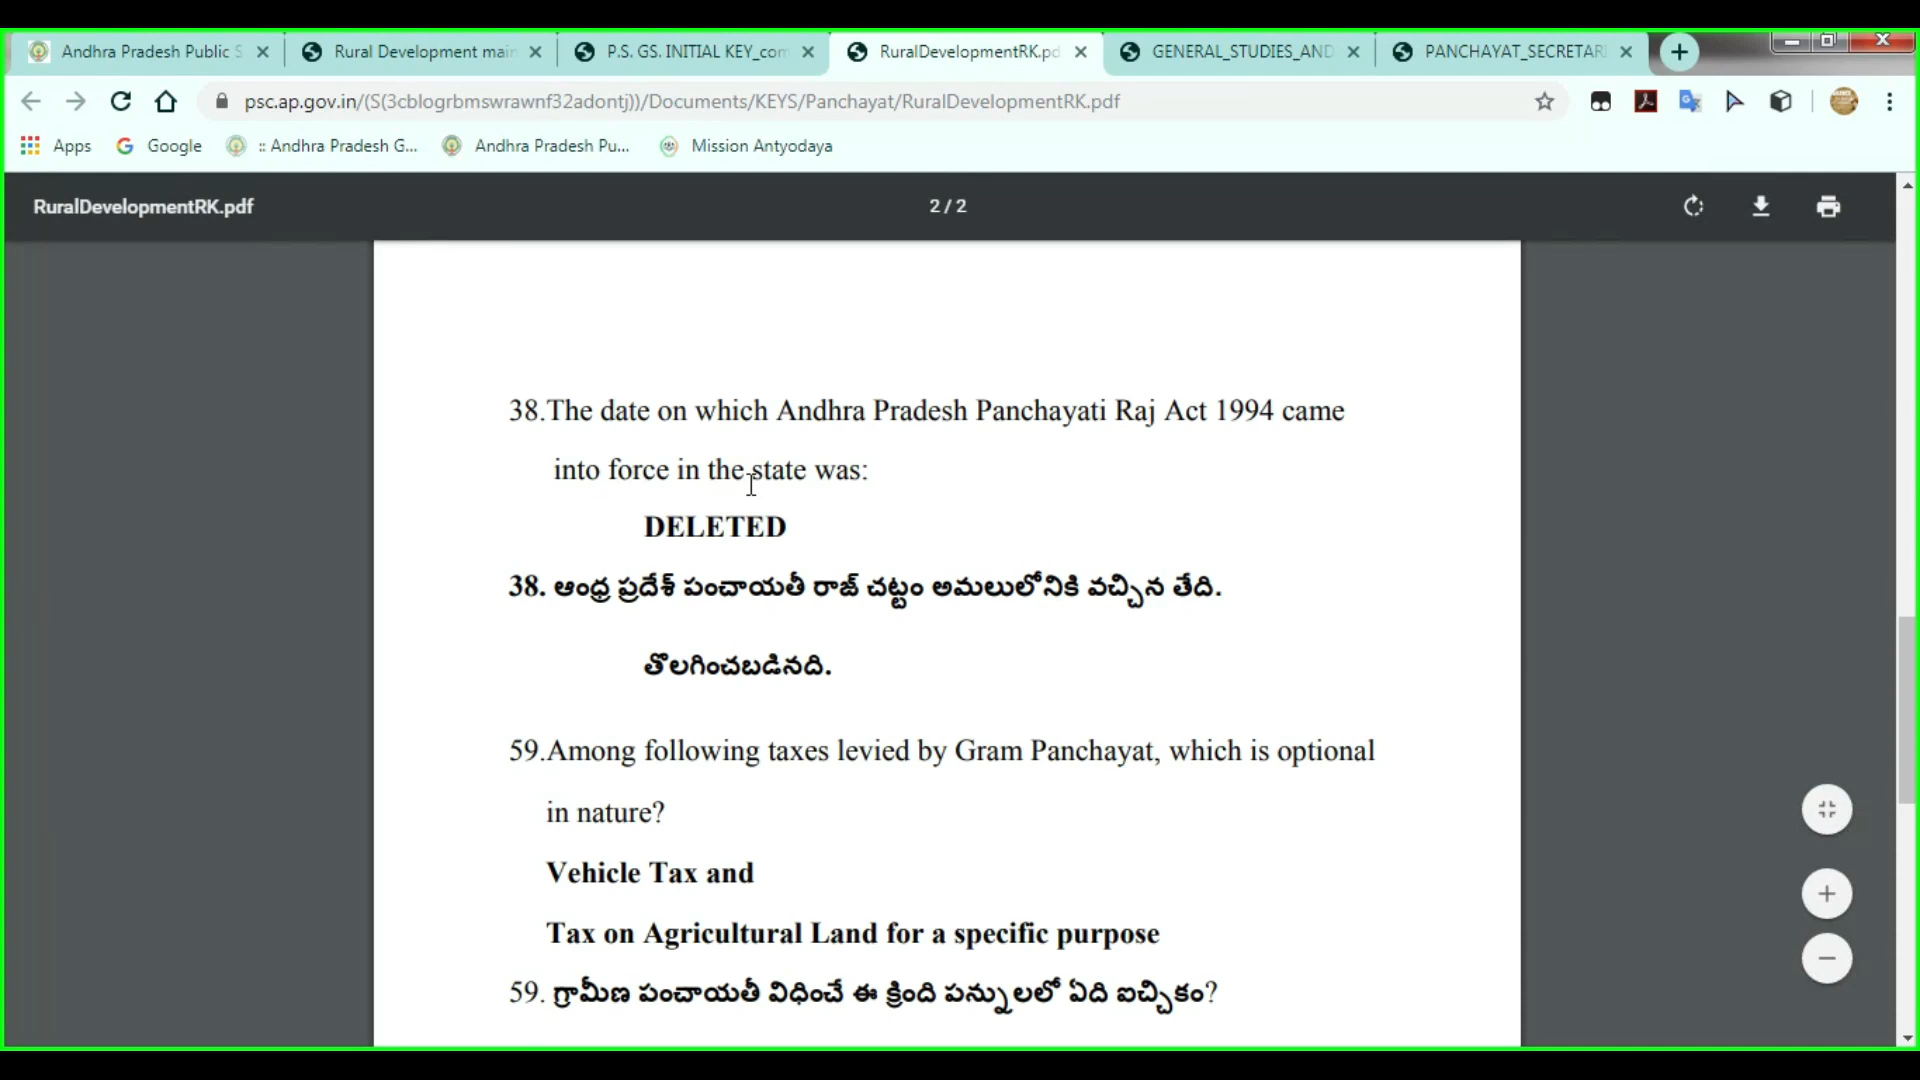 Andhra Pradesh Public S
Rural Development main
P.S. GS. INITIAL KEY_com
RuralDevelopmentRK.pd
GENERAL_STUDIES_AND
PANCHAYAT_SECRETARI
psc.ap.gov.in/(S(3cblogrbmswrawnf32adontj))/Documents/KEYS/Panchayat/RuralDevelopmentRK.pdf
Apps
Google
:: Andhra Pradesh G...
Andhra Pradesh Pu...
Mission Antyodaya
RuralDevelopmentRK.pdf
2 / 2
38.The date on which Andhra Pradesh Panchayati Raj Act 1994 came
into force in the state was:
DELETED
38. ఆంధ్ర ప్రదేశ్ పంచాయతీ రాజ్ చట్టం అమలులోనికి వచ్చిన తేది.
తొలగించబడినది.
59.Among following taxes levied by Gram Panchayat, which is optional
in nature?
Vehicle Tax and
Tax on Agricultural Land for a specific purpose
59. గ్రామీణ పంచాయతీ విధించే ఈ క్రింది పన్నులలో ఏది ఐచ్చికం?